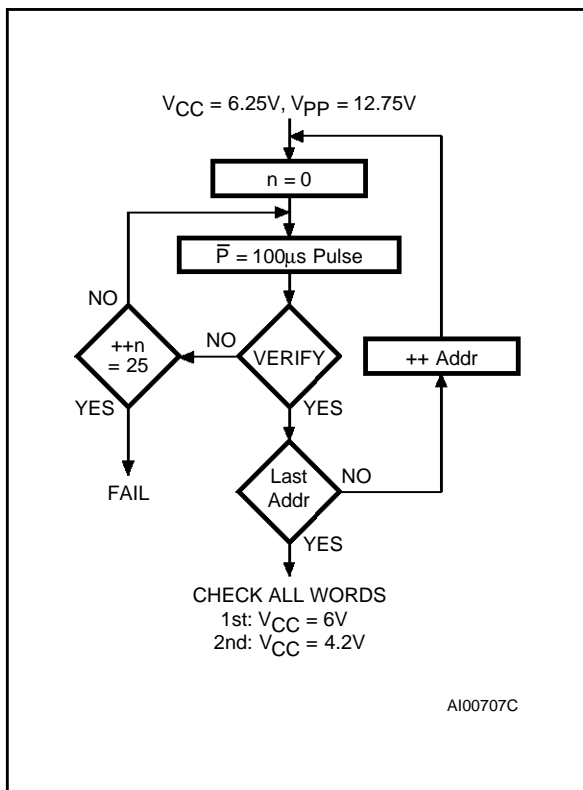 VCC = 6.25V, VPP = 12.75V
n = 0
P̅ = 100μs Pulse
NO
++n
= 25
NO
VERIFY
++ Addr
YES
YES
FAIL
Last
Addr
NO
YES
CHECK ALL WORDS
1st: VCC = 6V
2nd: VCC = 4.2V
AI00707C